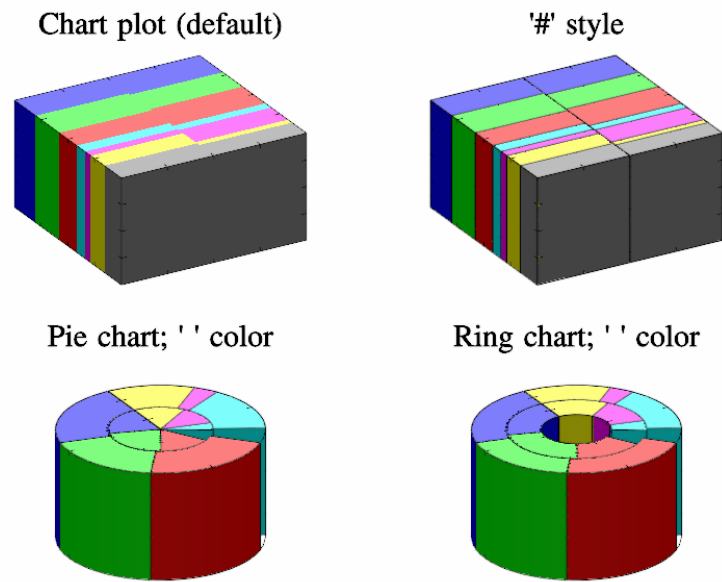 Chart plot (default)
'#' style
Pie chart; ' ' color
Ring chart; ' ' color